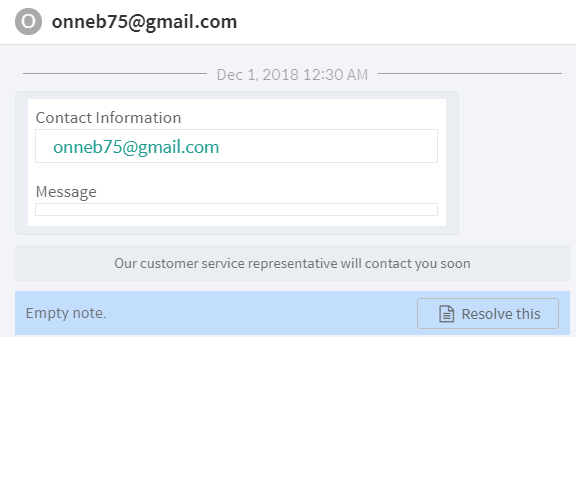 O onneb75@gmail.com
Dec 1, 2018 12:30 AM
Contact Information
onneb75@gmail.com
Message
Our customer service representative will contact you soon
Empty note.
Resolve this